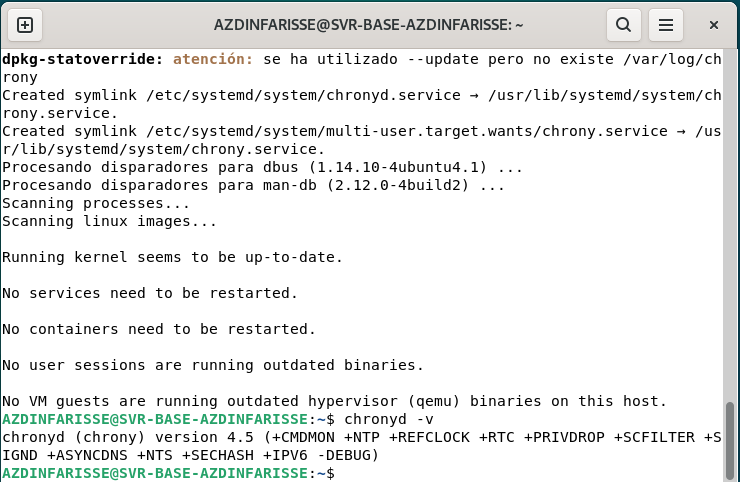 AZDINFARISSE@SVR-BASE-AZDINFARISSE: ~
dpkg-statoverride: atención: se ha utilizado --update pero no existe /var/log/ch
rony
Created symlink /etc/systemd/system/chronyd.service → /usr/lib/systemd/system/ch
rony.service.
Created symlink /etc/systemd/system/multi-user.target.wants/chrony.service → /us
r/lib/systemd/system/chrony.service.
Procesando disparadores para dbus (1.14.10-4ubuntu4.1) ...
Procesando disparadores para man-db (2.12.0-4build2) ...
Scanning processes...
Scanning linux images...
Running kernel seems to be up-to-date.
No services need to be restarted.
No containers need to be restarted.
No user sessions are running outdated binaries.
No VM guests are running outdated hypervisor (qemu) binaries on this host.
AZDINFARISSE@SVR-BASE-AZDINFARISSE:~$ chronyd -v
chronyd (chrony) version 4.5 (+CMDMON +NTP +REFCLOCK +RTC +PRIVDROP +SCFILTER +S
IGND +ASYNCDNS +NTS +SECHASH +IPV6 -DEBUG)
AZDINFARISSE@SVR-BASE-AZDINFARISSE:~$